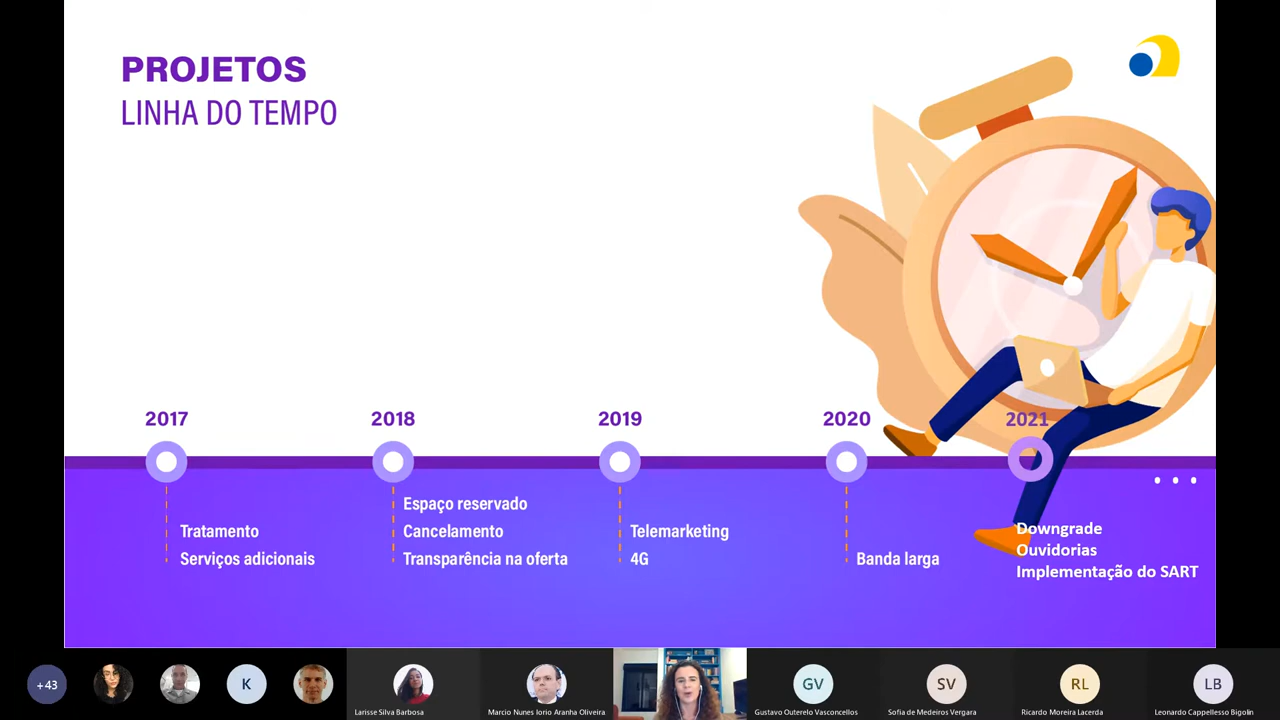 PROJETOS
LINHA DO TEMPO
2017
2018
2019
2020
2021
Tratamento
Serviços adicionais
Espaço reservado
Cancelamento
Transparência na oferta
Telemarketing
4G
Banda larga
Downgrade
Ouvidorias
Implementação do SART
+43
K
Larisse Silva Barbosa
Marcio Nunes Iorio Aranha Oliveira
GV
Gustavo Outerelo Vasconcellos
SV
Sofia de Medeiros Vergara
RL
Ricardo Moreira Lacerda
LB
Leonardo Cappellesso Bigolin